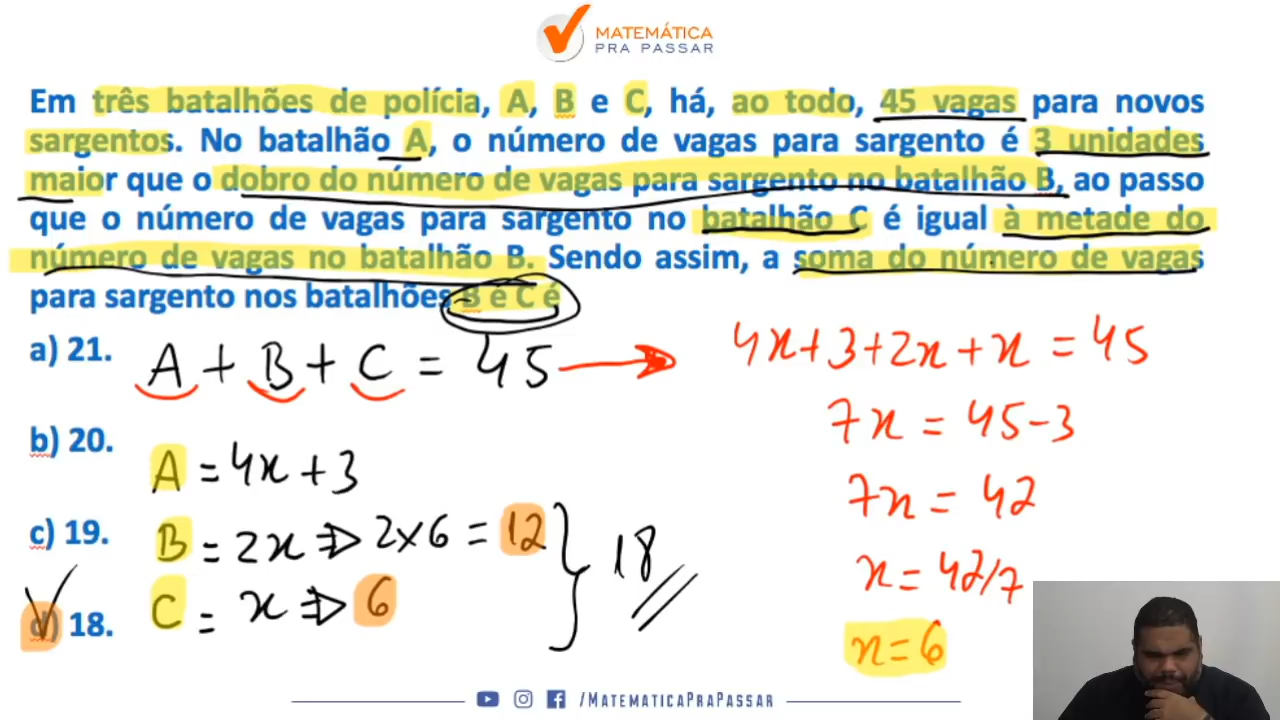 MATEMÁTICA
PRA PASSAR
Em três batalhões de polícia, A, B e C, há, ao todo, 45 vagas para novos
sargentos. No batalhão A, o número de vagas para sargento é 3 unidades
maior que o dobro do número de vagas para sargento no batalhão B, ao passo
que o número de vagas para sargento no batalhão C é igual à metade do
número de vagas no batalhão B. Sendo assim, a soma do número de vagas
para sargento nos batalhões B é C é
a) 21.
A + B + C = 45
4x+3+2x+x = 45
7x = 45-3
b) 20.
A = 4x+3
7x = 42
c) 19.
B = 2x ⇒ 2x6 = 12
18
x = 42/7
d) 18.
C = x ⇒ 6
x = 6
/MATEMATICAPRAPASSAR